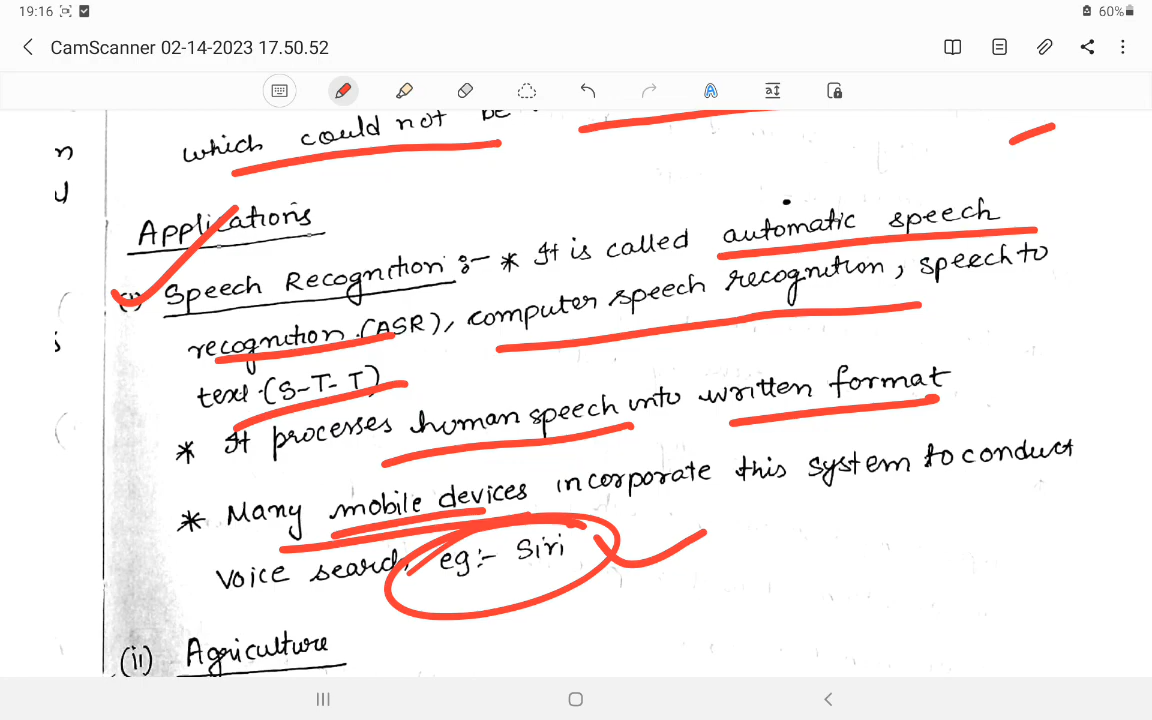 19:16
60%
CamScanner 02-14-2023 17.50.52
which could not be
n
Applications
(i) Speech Recognition :- * It is called automatic speech
recognition (ASR), computer speech recognition, speech to
text (S-T-T)
* It processes human speech into written format
* Many mobile devices incorporate this system to conduct
Voice search, eg:- Siri
(ii) Agriculture